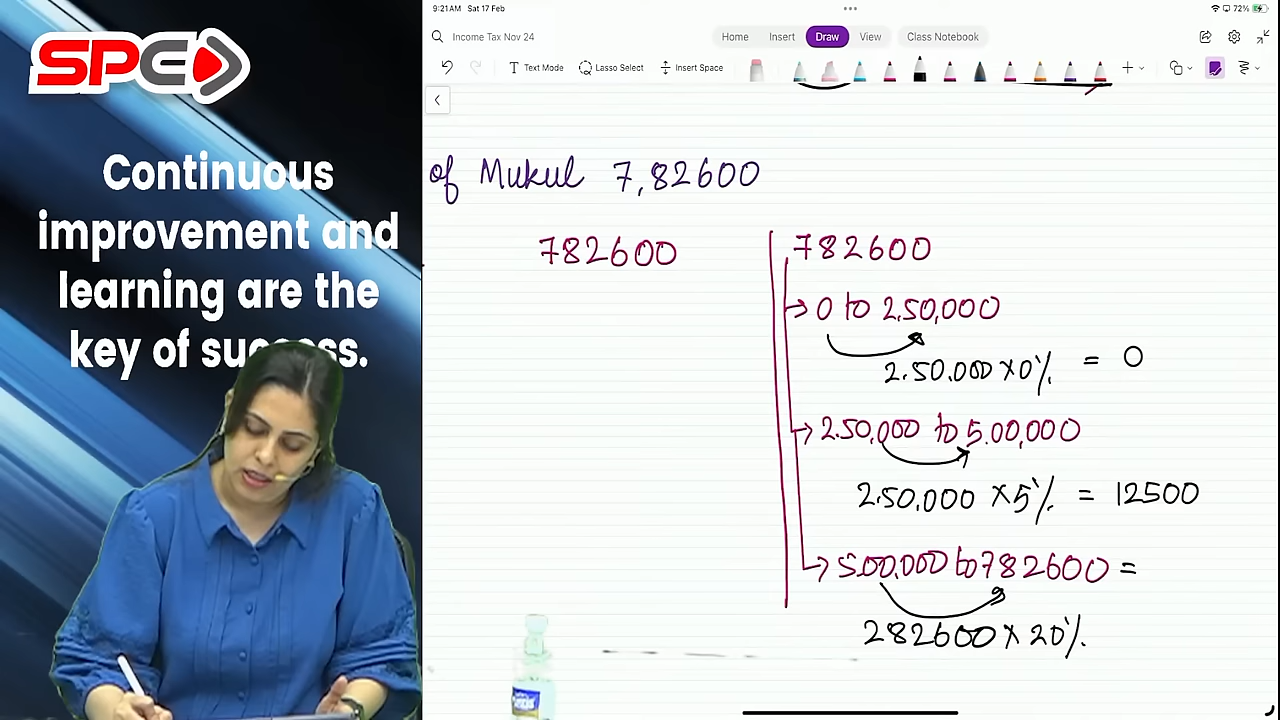 9:21 AM Sat 17 Feb
72%
Income Tax Nov 24
Home Insert Draw View Class Notebook
Text Mode Lasso Select Insert Space
SPE
Continuous
improvement and
learning are the
key of success.
of Mukul 7,82600
782600
782600
0 to 2.50,000
2.50.000 x 0% = 0
2.50,000 to 5.00,000
2.50.000 x 5% = 12500
5.00.000 to 782600 =
282600 x 20%